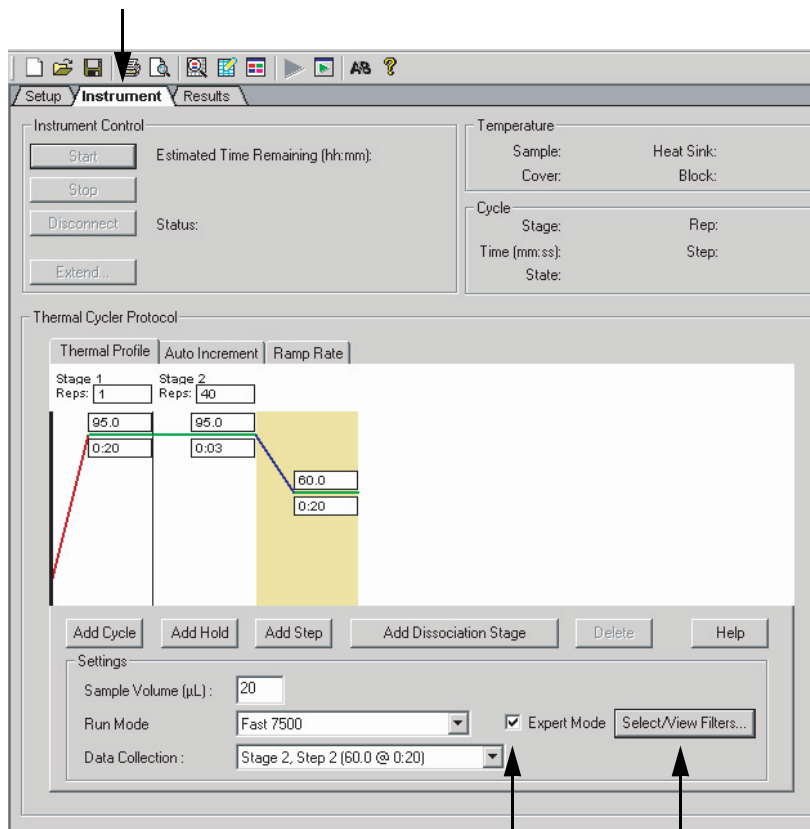 Setup Instrument Results
Instrument Control
Start Estimated Time Remaining (hh:mm):
Stop
Disconnect Status:
Extend...
Temperature
Sample: Heat Sink:
Cover: Block:
Cycle
Stage: Rep:
Time (mm:ss): Step:
State:
Thermal Cycler Protocol
Thermal Profile Auto Increment Ramp Rate
Stage 1 Stage 2
Reps: 1 Reps: 40
95.0 95.0
0:20 0:03
60.0
0:20
Add Cycle Add Hold Add Step Add Dissociation Stage Delete Help
Settings
Sample Volume (µL) : 20
Run Mode Fast 7500 Expert Mode Select/View Filters...
Data Collection : Stage 2, Step 2 (60.0 @ 0:20)